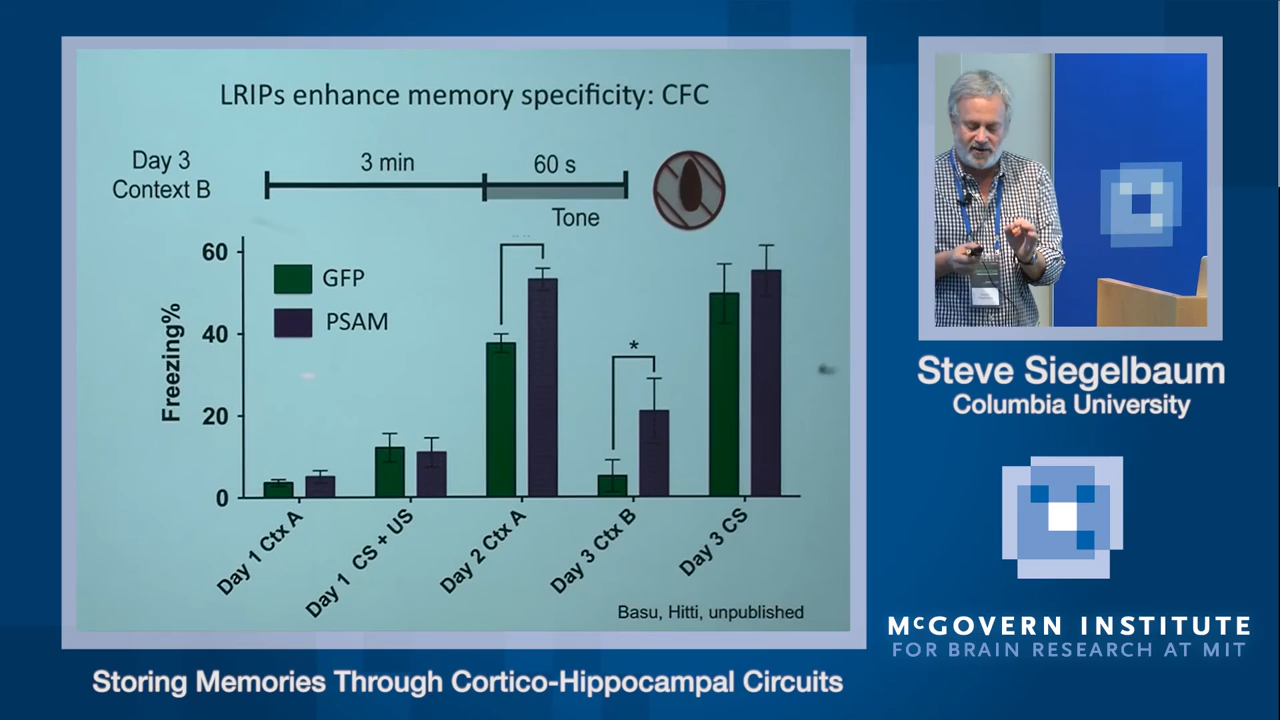 LRIPs enhance memory specificity: CFC
Day 3
Context B
3 min
60 s
Tone
60
40
20
0
Freezing%
GFP
PSAM
*
Day 1 Ctx A
Day 1 CS + US
Day 2 Ctx A
Day 3 Ctx B
Day 3 CS
Basu, Hitti, unpublished
Steve Siegelbaum
Columbia University
McGOVERN INSTITUTE
FOR BRAIN RESEARCH AT MIT
Storing Memories Through Cortico-Hippocampal Circuits